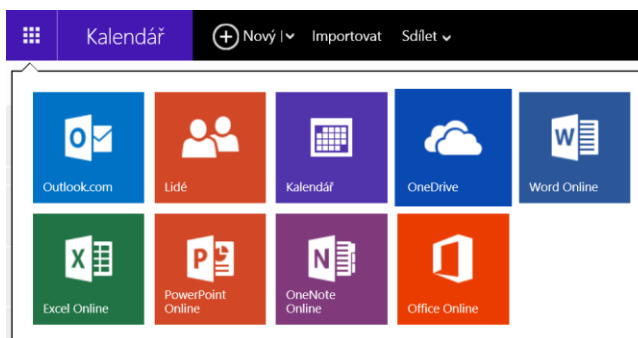 Kalendář Nový Importovat Sdílet
Outlook.com Lidé Kalendář OneDrive Word Online
Excel Online PowerPoint Online OneNote Online Office Online